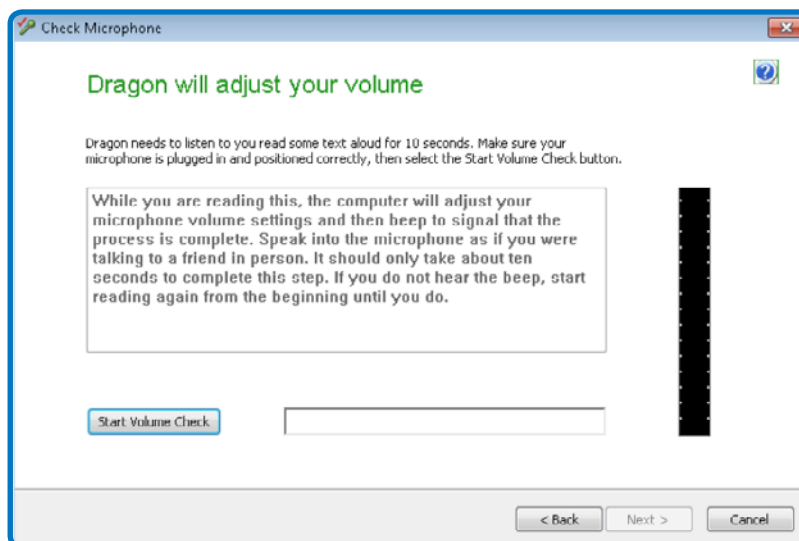 Check Microphone
Dragon will adjust your volume
Dragon needs to listen to you read some text aloud for 10 seconds. Make sure your
microphone is plugged in and positioned correctly, then select the Start Volume Check button.
While you are reading this, the computer will adjust your
microphone volume settings and then beep to signal that the
process is complete. Speak into the microphone as if you were
talking to a friend in person. It should only take about ten
seconds to complete this step. If you do not hear the beep, start
reading again from the beginning until you do.
Start Volume Check
< Back
Next >
Cancel